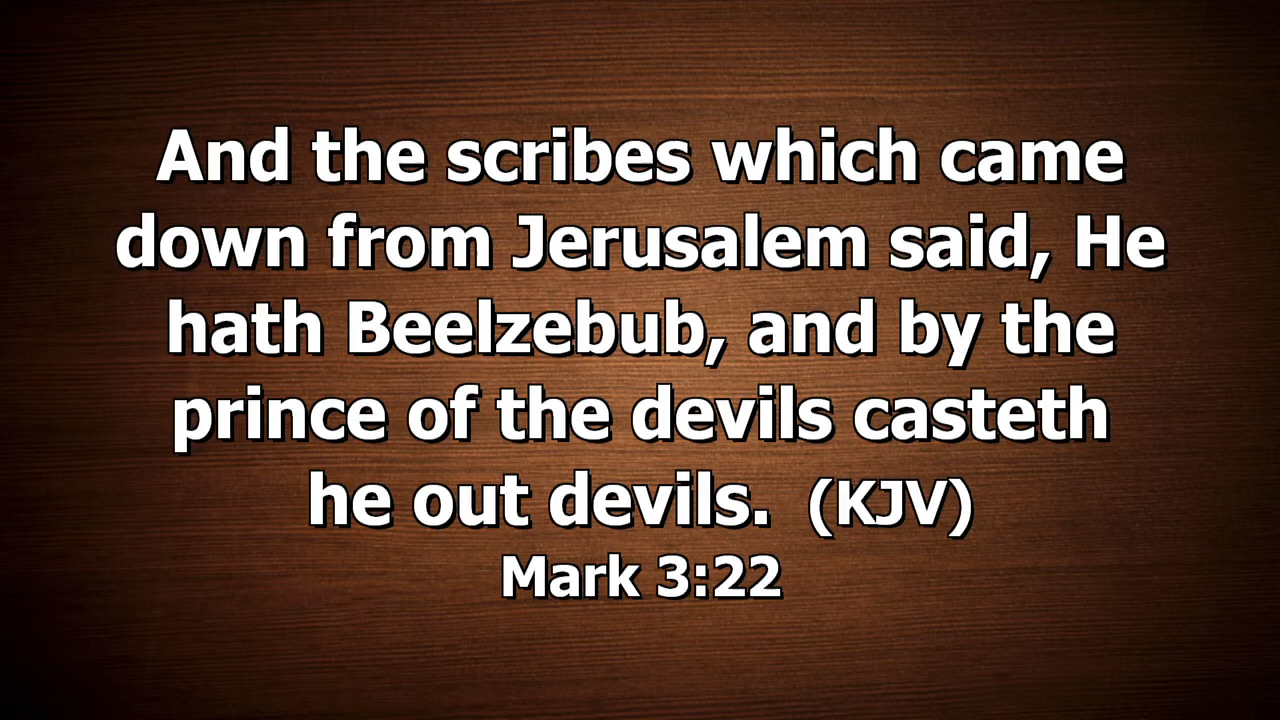 And the scribes which came
down from Jerusalem said, He
hath Beelzebub, and by the
prince of the devils casteth
he out devils. (KJV)
Mark 3:22